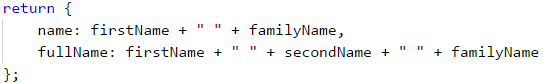 return {
    name: firstName + " " + familyName,
    fullName: firstName + " " + secondName + " " + familyName
};